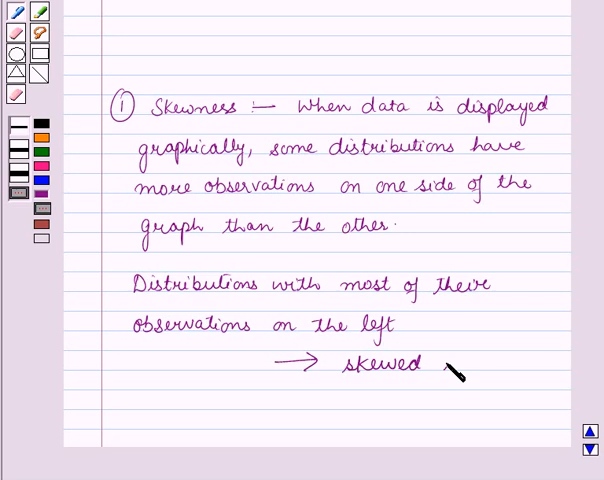 ① Skewness :- When data is displayed
graphically, some distributions have
more observations on one side of the
graph than the other.
Distributions with most of their
observations on the left
→ skewed